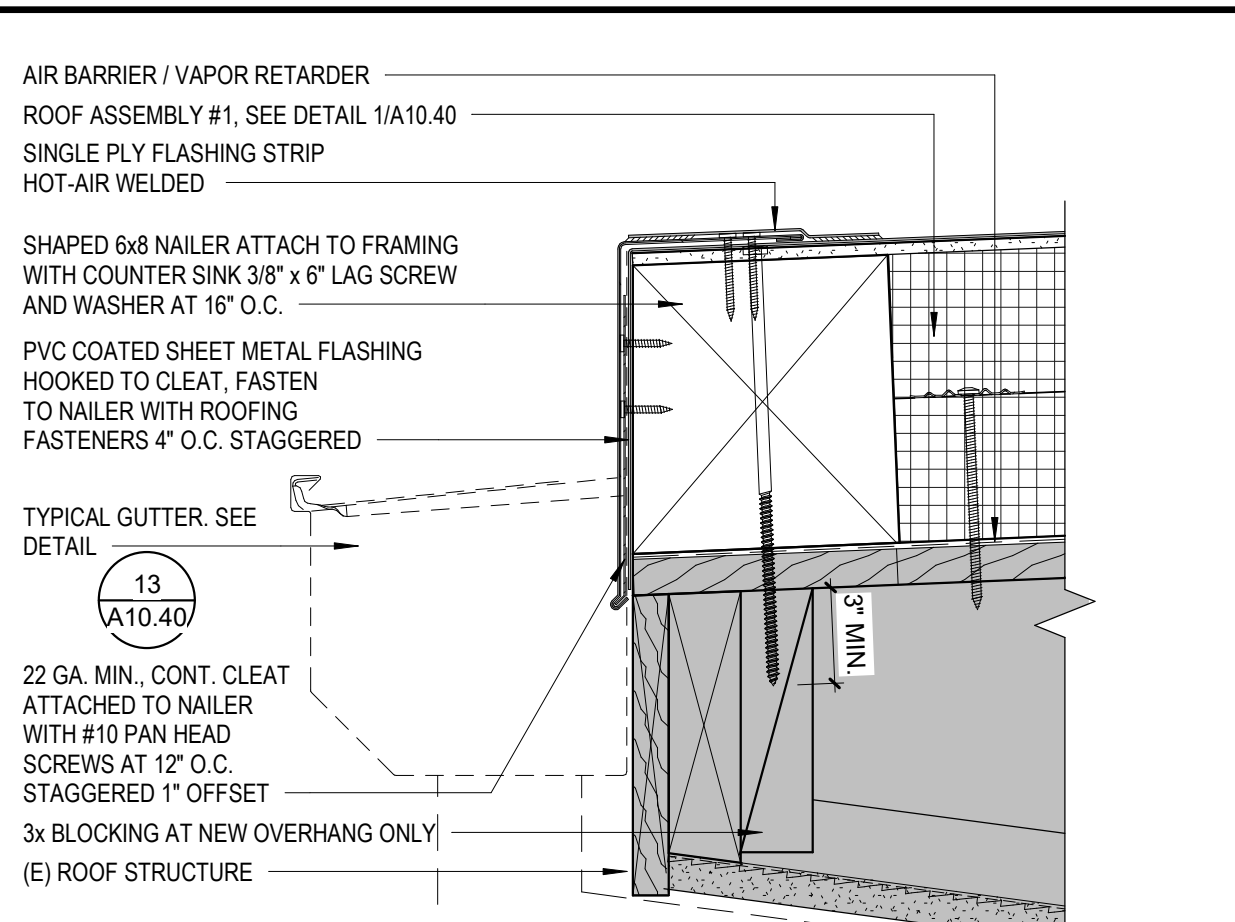 AIR BARRIER / VAPOR RETARDER
ROOF ASSEMBLY #1, SEE DETAIL 1/A10.40
SINGLE PLY FLASHING STRIP
HOT-AIR WELDED
SHAPED 6x8 NAILER ATTACH TO FRAMING
WITH COUNTER SINK 3/8" x 6" LAG SCREW
AND WASHER AT 16" O.C.
PVC COATED SHEET METAL FLASHING
HOOKED TO CLEAT, FASTEN
TO NAILER WITH ROOFING
FASTENERS 4" O.C. STAGGERED
TYPICAL GUTTER. SEE
DETAIL
13
A10.40
22 GA. MIN., CONT. CLEAT
ATTACHED TO NAILER
WITH #10 PAN HEAD
SCREWS AT 12" O.C.
STAGGERED 1" OFFSET
3x BLOCKING AT NEW OVERHANG ONLY
(E) ROOF STRUCTURE
3" MIN.